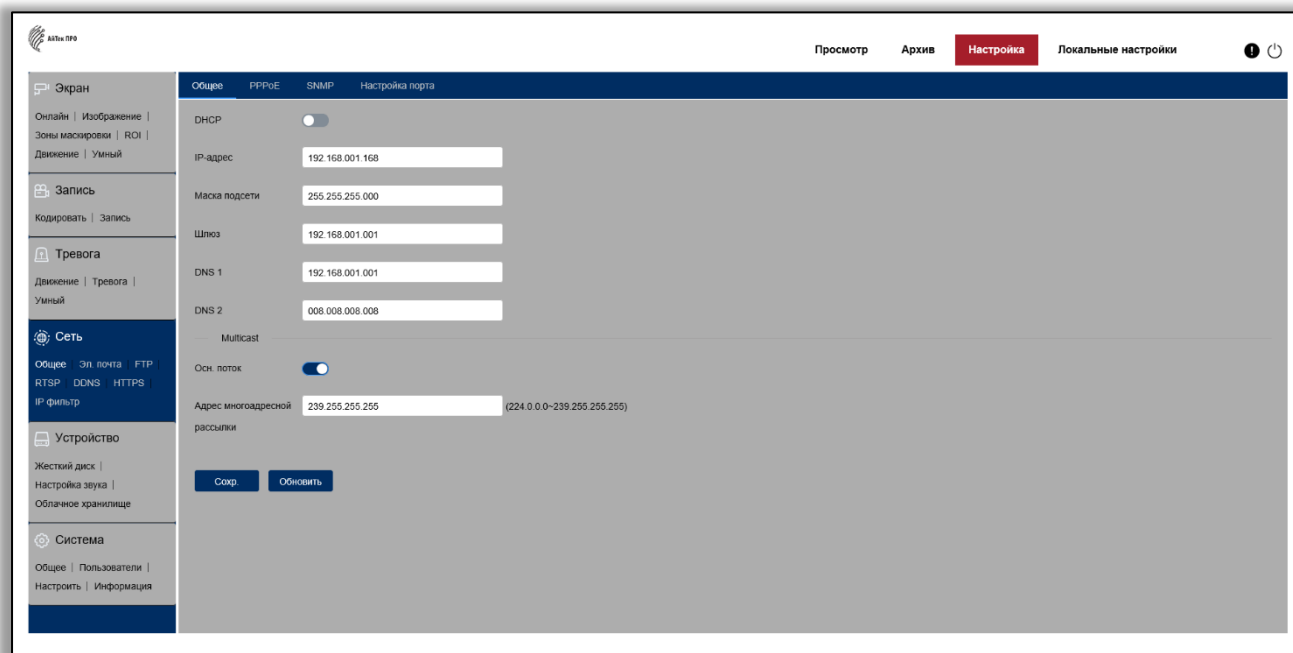 АйТек ПРО
Просмотр Архив Настройка Локальные настройки
Экран
Онлайн | Изображение |
Зоны маскировки | ROI |
Движение | Умный
Запись
Кодировать | Запись
Тревога
Движение | Тревога |
Умный
Сеть
Общее | Эл. почта | FTP |
RTSP | DDNS | HTTPS |
IP фильтр
Устройство
Жесткий диск |
Настройка звука |
Облачное хранилище
Система
Общее | Пользователи |
Настроить | Информация
Общее PPPoE SNMP Настройка порта
DHCP
IP-адрес 192.168.001.168
Маска подсети 255.255.255.000
Шлюз 192.168.001.001
DNS 1 192.168.001.001
DNS 2 008.008.008.008
Multicast
Осн. поток
Адрес многоадресной 239.255.255.255 (224.0.0.0~239.255.255.255)
рассылки
Сохр. Обновить